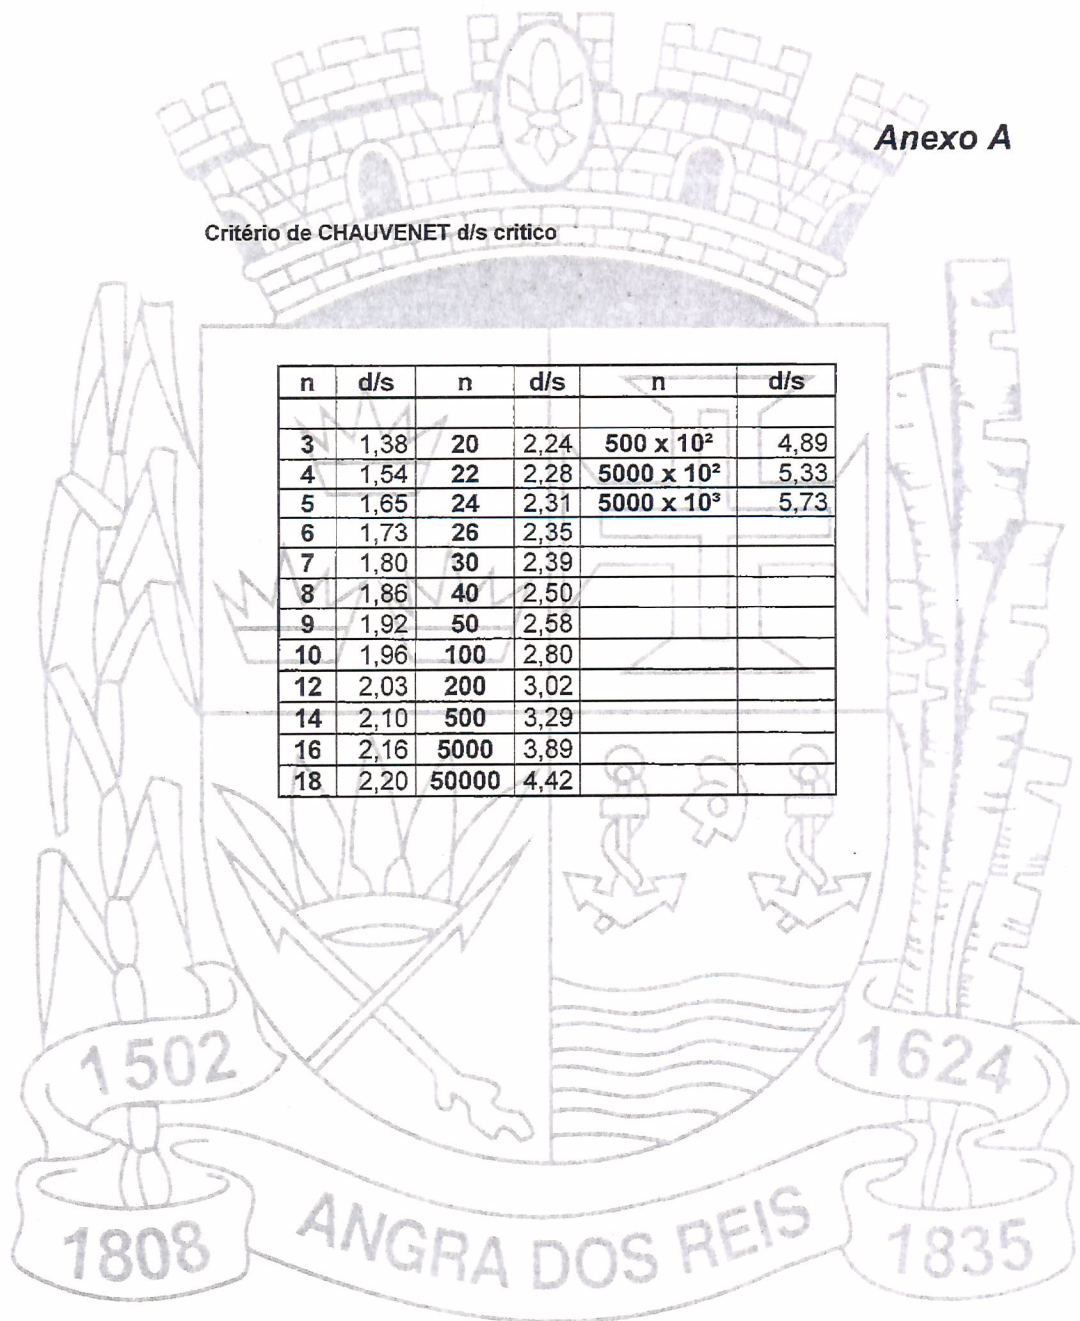 Anexo A
Critério de CHAUVENET d/s critico
n d/s n d/s n d/s
3 1,38 20 2,24 500 x 10² 4,89
4 1,54 22 2,28 5000 x 10² 5,33
5 1,65 24 2,31 5000 x 10³ 5,73
6 1,73 26 2,35
7 1,80 30 2,39
8 1,86 40 2,50
9 1,92 50 2,58
10 1,96 100 2,80
12 2,03 200 3,02
14 2,10 500 3,29
16 2,16 5000 3,89
18 2,20 50000 4,42
1502
1624
1808
ANGRA DOS REIS
1835